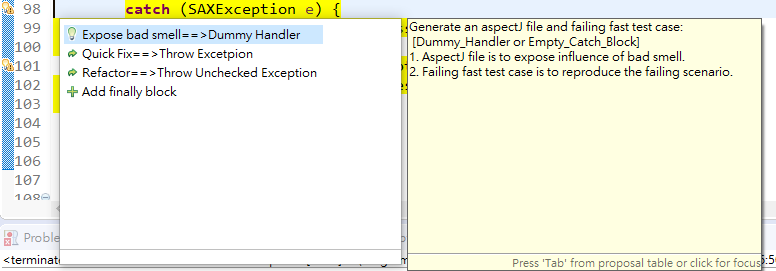 98 catch (SAXException e) {
99
100
101
102
103
104
105
106
107
108
Expose bad smell==>Dummy Handler
Quick Fix==>Throw Excetpion
Refactor==>Throw Unchecked Exception
Add finally block
Generate an aspectJ file and failing fast test case:
[Dummy_Handler or Empty_Catch_Block]
1. AspectJ file is to expose influence of bad smell.
2. Failing fast test case is to reproduce the failing scenario.
Press 'Tab' from proposal table or click for focus
Proble
<terminate